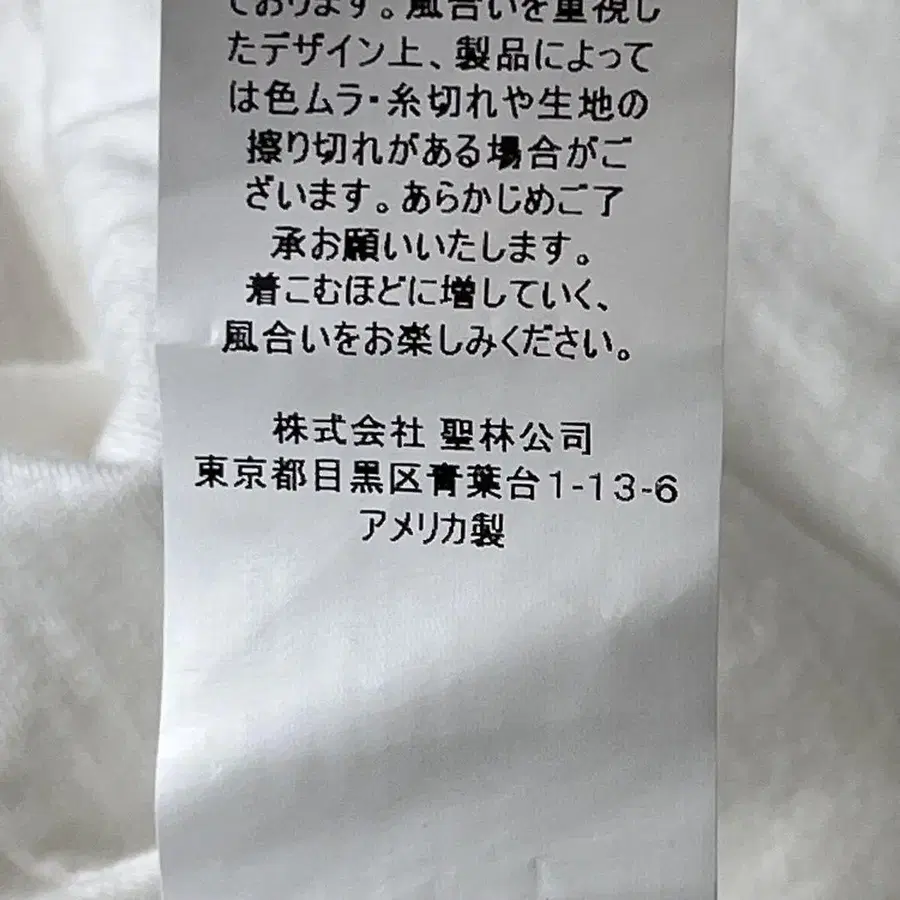 ております。風合いを重視し
たデザイン上、製品によって
は色ムラ・糸切れや生地の
擦り切れがある場合がご
ざいます。あらかじめご了
承お願いいたします。
着こむほどに増していく、
風合いをお楽しみください。
株式会社 聖林公司
東京都目黒区青葉台1-13-6
アメリカ製